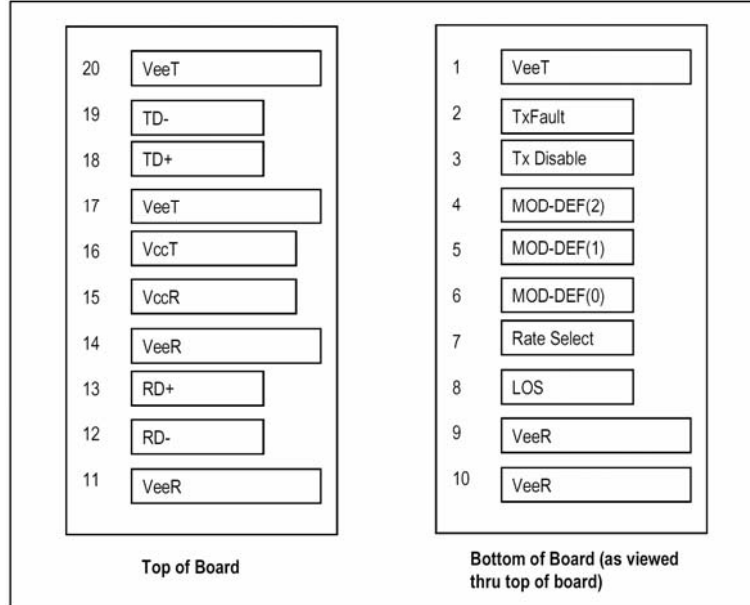 20 VeeT
19 TD-
18 TD+
17 VeeT
16 VccT
15 VccR
14 VeeR
13 RD+
12 RD-
11 VeeR
Top of Board
1 VeeT
2 TxFault
3 Tx Disable
4 MOD-DEF(2)
5 MOD-DEF(1)
6 MOD-DEF(0)
7 Rate Select
8 LOS
9 VeeR
10 VeeR
Bottom of Board (as viewed
thru top of board)